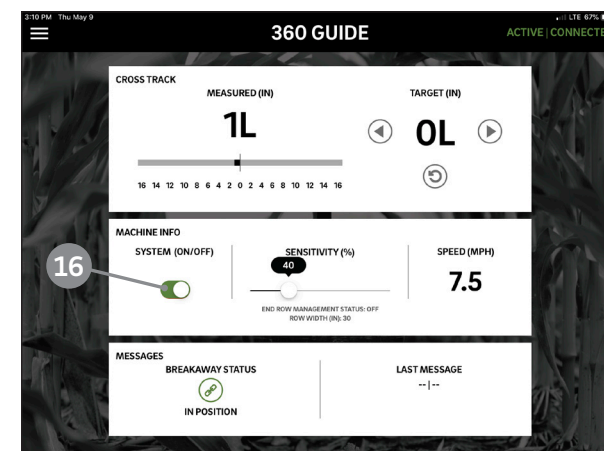 3:10 PM Thu May 9
LTE 67%
360 GUIDE
ACTIVE | CONNECTE
CROSS TRACK
MEASURED (IN)
TARGET (IN)
1L
0L
16 14 12 10 8 6 4 2 0 2 4 6 8 10 12 14 16
MACHINE INFO
SYSTEM (ON/OFF)
SENSITIVITY (%)
SPEED (MPH)
40
7.5
16
END ROW MANAGEMENT STATUS: OFF
ROW WIDTH (IN): 30
MESSAGES
BREAKAWAY STATUS
LAST MESSAGE
-- | --
IN POSITION